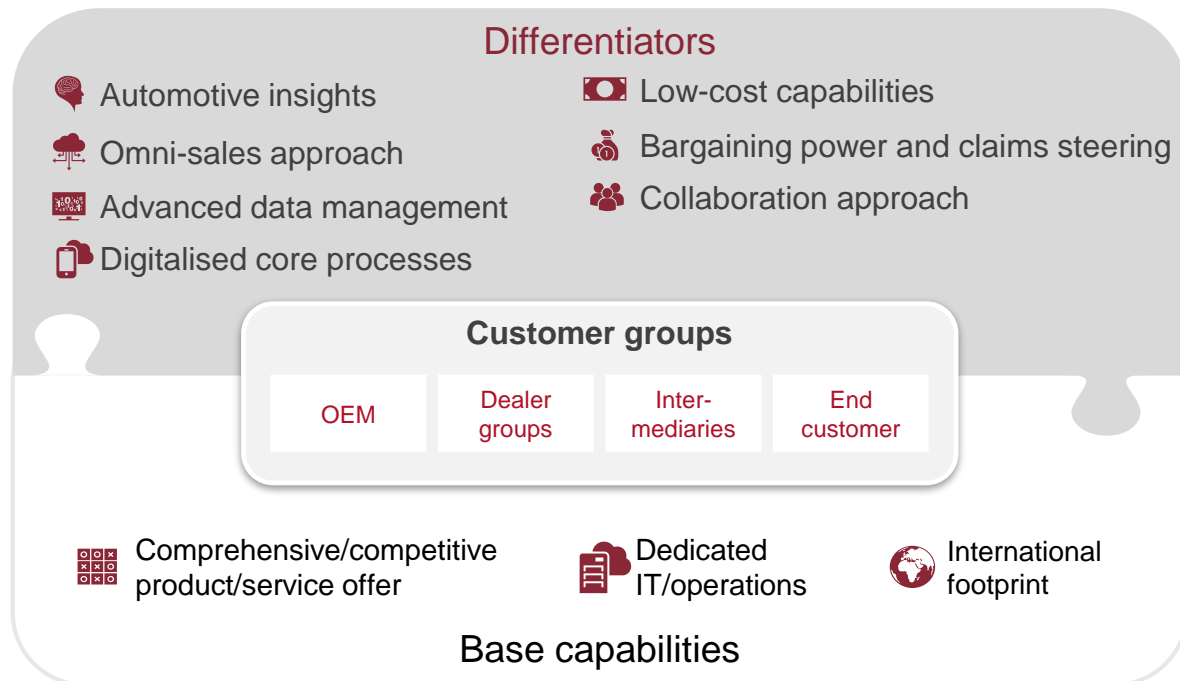 Differentiators
Automotive insights
Omni-sales approach
Advanced data management
Digitalised core processes
Low-cost capabilities
Bargaining power and claims steering
Collaboration approach
Customer groups
OEM
Dealer
groups
Inter-
mediaries
End
customer
Comprehensive/competitive
product/service offer
Dedicated
IT/operations
International
footprint
Base capabilities